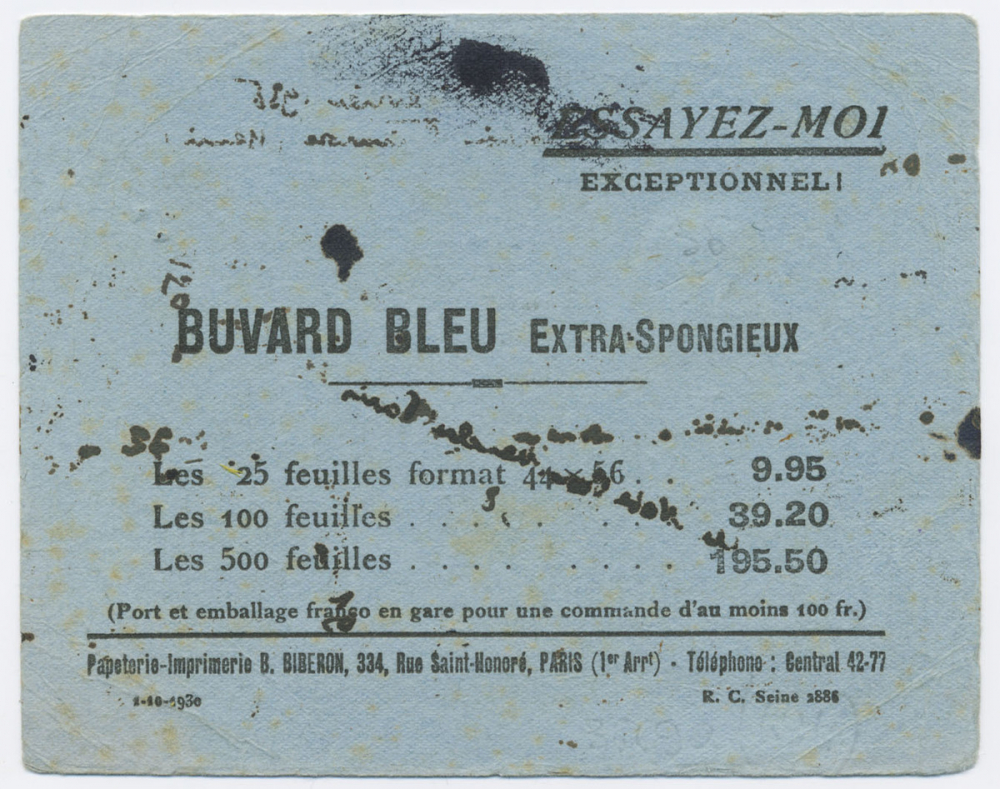 ESSAYEZ-MOI
EXCEPTIONNEL!
BUVARD BLEU EXTRA-SPONGIEUX
Les 25 feuilles format 44 × 56 . . 9.95
Les 100 feuilles . . . . . . . 39.20
Les 500 feuilles . . . . . . . 195.50
(Port et emballage franco en gare pour une commande d'au moins 100 fr.)
Papeterie-Imprimerie B. BIBERON, 334, Rue Saint-Honoré, PARIS (1er Arrt) - Téléphone : Central 42-77
1-10-1930 R. C. Seine 2886